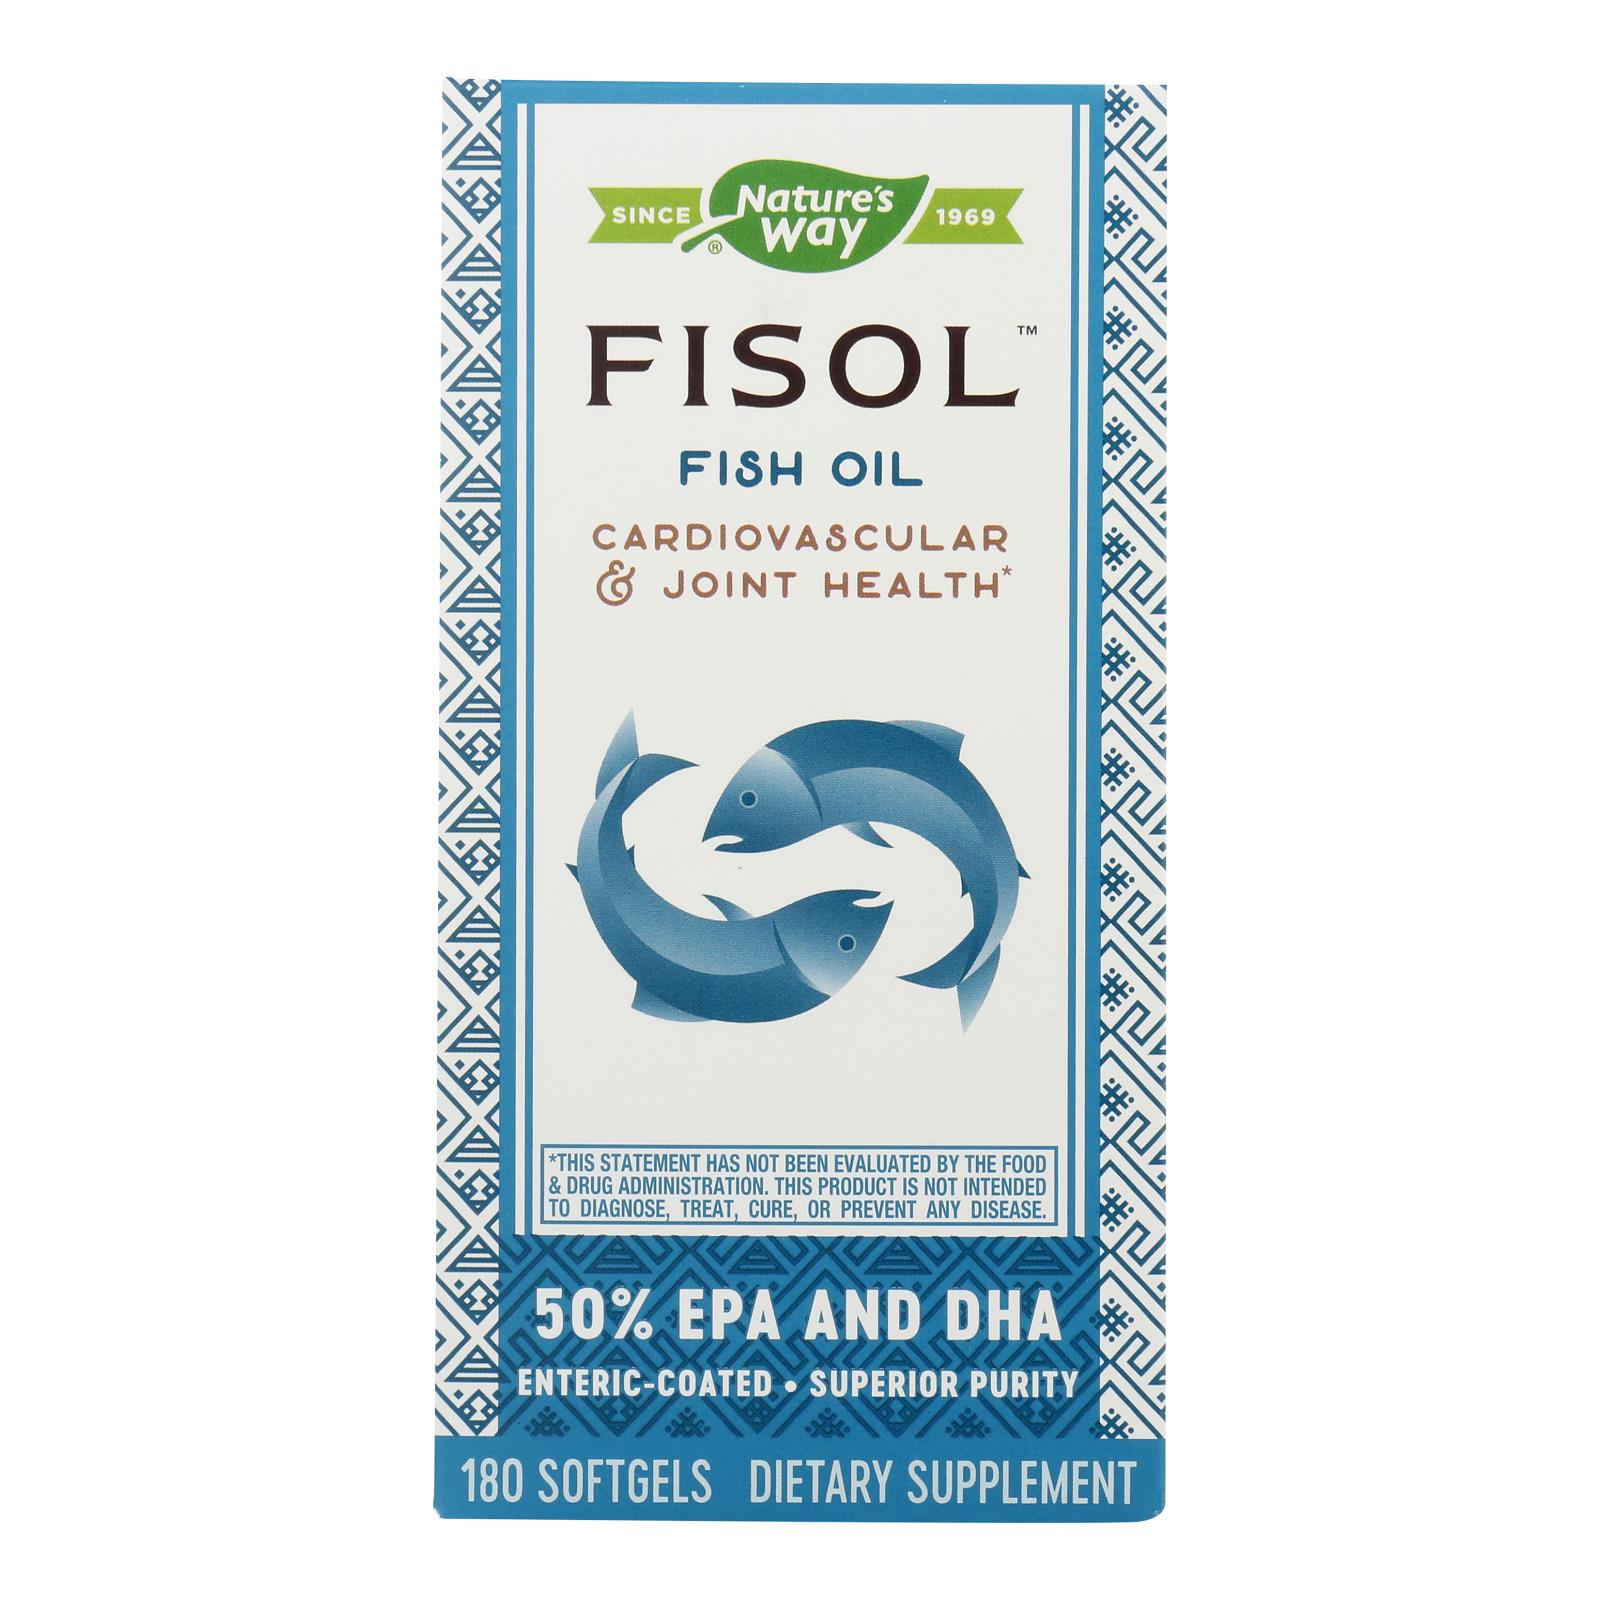 SINCE Nature's Way® 1969
FISOL™
FISH OIL
CARDIOVASCULAR
& JOINT HEALTH*
*THIS STATEMENT HAS NOT BEEN EVALUATED BY THE FOOD
& DRUG ADMINISTRATION. THIS PRODUCT IS NOT INTENDED
TO DIAGNOSE, TREAT, CURE, OR PREVENT ANY DISEASE.
50% EPA AND DHA
ENTERIC-COATED • SUPERIOR PURITY
180 SOFTGELS DIETARY SUPPLEMENT